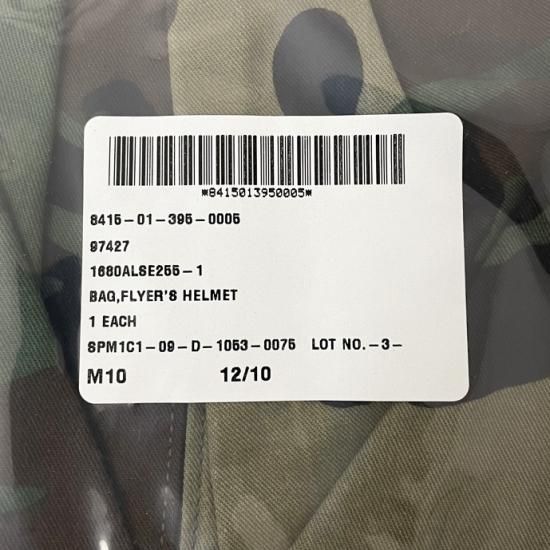 *8415013950005*
8415-01-395-0005
97427
1680ALSE255-1
BAG,FLYER'S HELMET
1 EACH
SPM1C1-09-D-1053-0075 LOT NO.-3-
M10 12/10